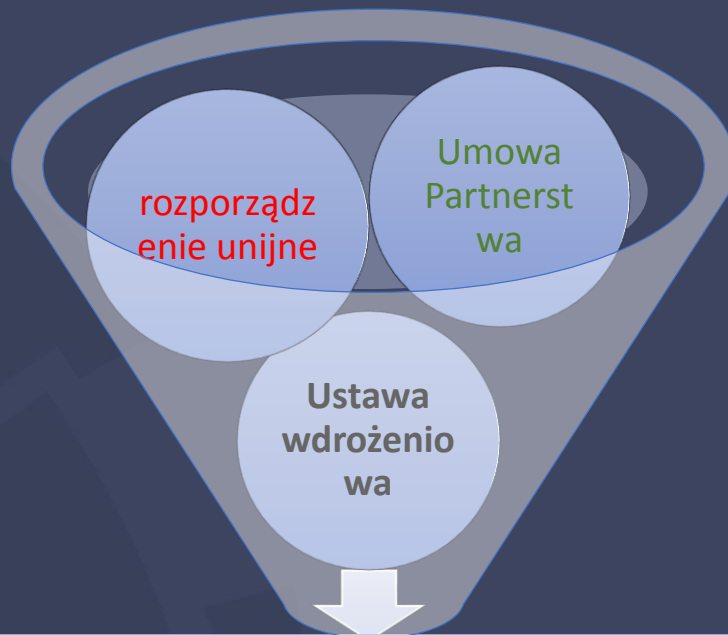 rozporządz
enie unijne
Umowa
Partnerst
wa
Ustawa
wdrożenio
wa